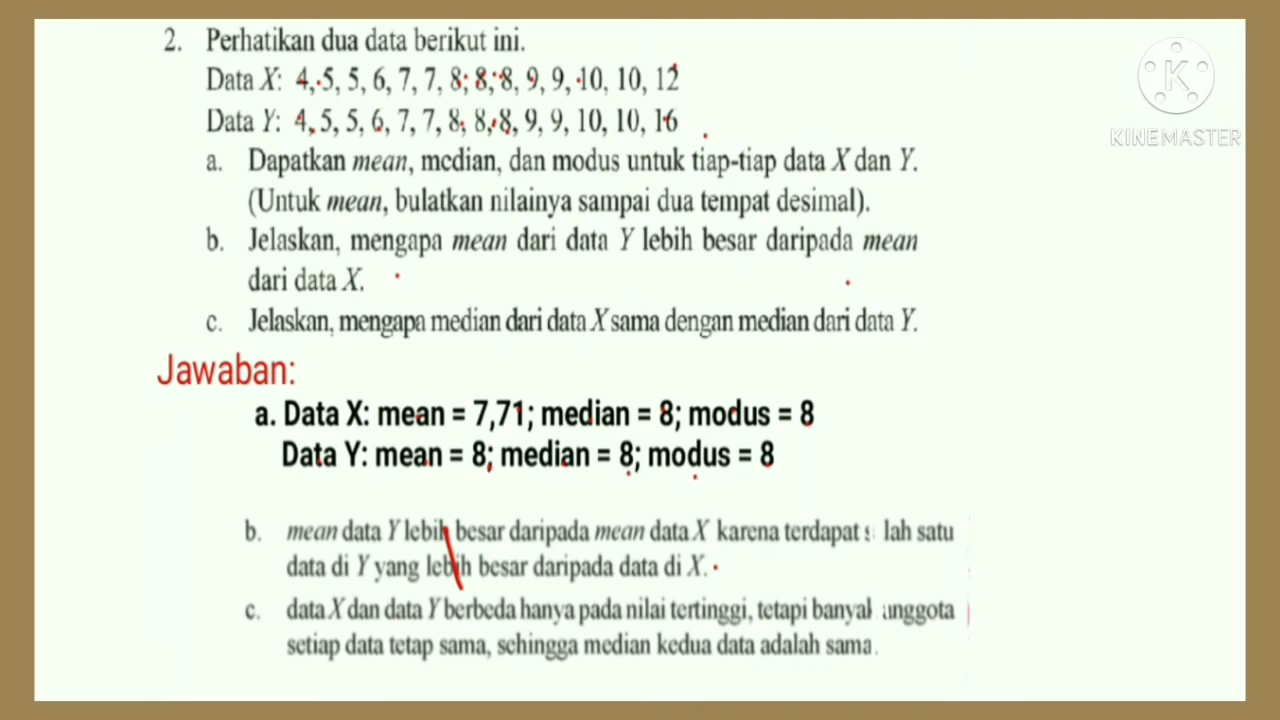 2. Perhatikan dua data berikut ini.
Data X: 4, 5, 5, 6, 7, 7, 8, 8, 8, 9, 9, 10, 10, 12
Data Y: 4, 5, 5, 6, 7, 7, 8, 8, 8, 9, 9, 10, 10, 16
a. Dapatkan mean, median, dan modus untuk tiap-tiap data X dan Y.
(Untuk mean, bulatkan nilainya sampai dua tempat desimal).
b. Jelaskan, mengapa mean dari data Y lebih besar daripada mean
dari data X.
c. Jelaskan, mengapa median dari data X sama dengan median dari data Y.
Jawaban:
a. Data X: mean = 7,71; median = 8; modus = 8
Data Y: mean = 8; median = 8; modus = 8
b. mean data Y lebih besar daripada mean data X karena terdapat salah satu
data di Y yang lebih besar daripada data di X.
c. data X dan data Y berbeda hanya pada nilai tertinggi, tetapi banyak anggota
setiap data tetap sama, sehingga median kedua data adalah sama.
K
KINEMASTER